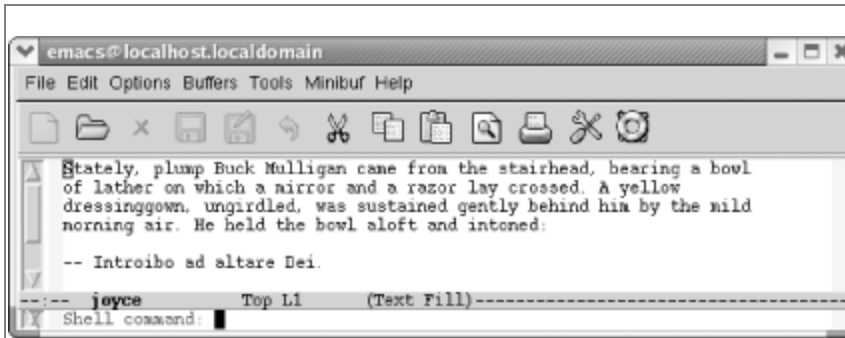 emacs@localhost.localdomain
File Edit Options Buffers Tools Minibuf Help
Stately, plump Buck Mulligan came from the stairhead, bearing a bowl
of lather on which a mirror and a razor lay crossed. A yellow
dressinggown, ungirdled, was sustained gently behind him by the mild
morning air. He held the bowl aloft and intoned:
-- Introibo ad altare Dei.
--:-- joyce Top L1 (Text Fill)-----------------------------------
Shell command: